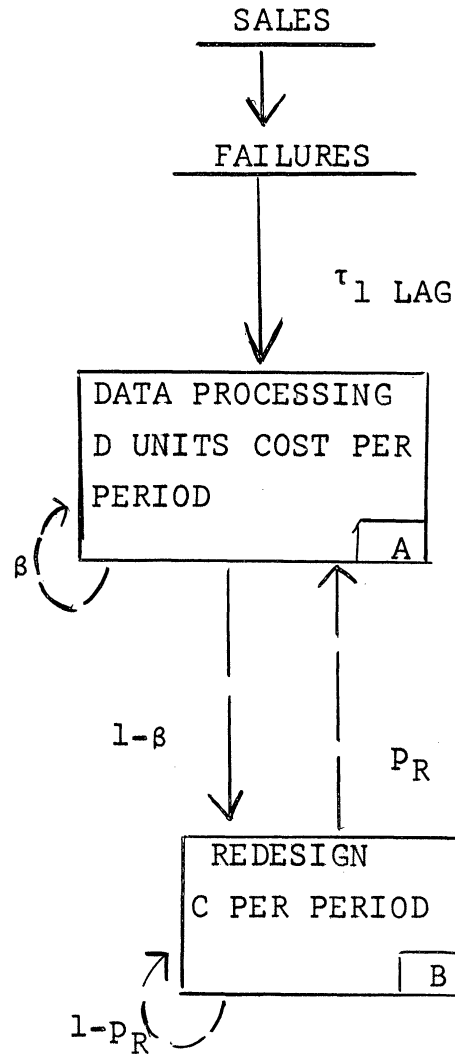 SALES
FAILURES
τ1 LAG
DATA PROCESSING
D UNITS COST PER
PERIOD
A
β
1-β
PR
REDESIGN
C PER PERIOD
B
1-PR